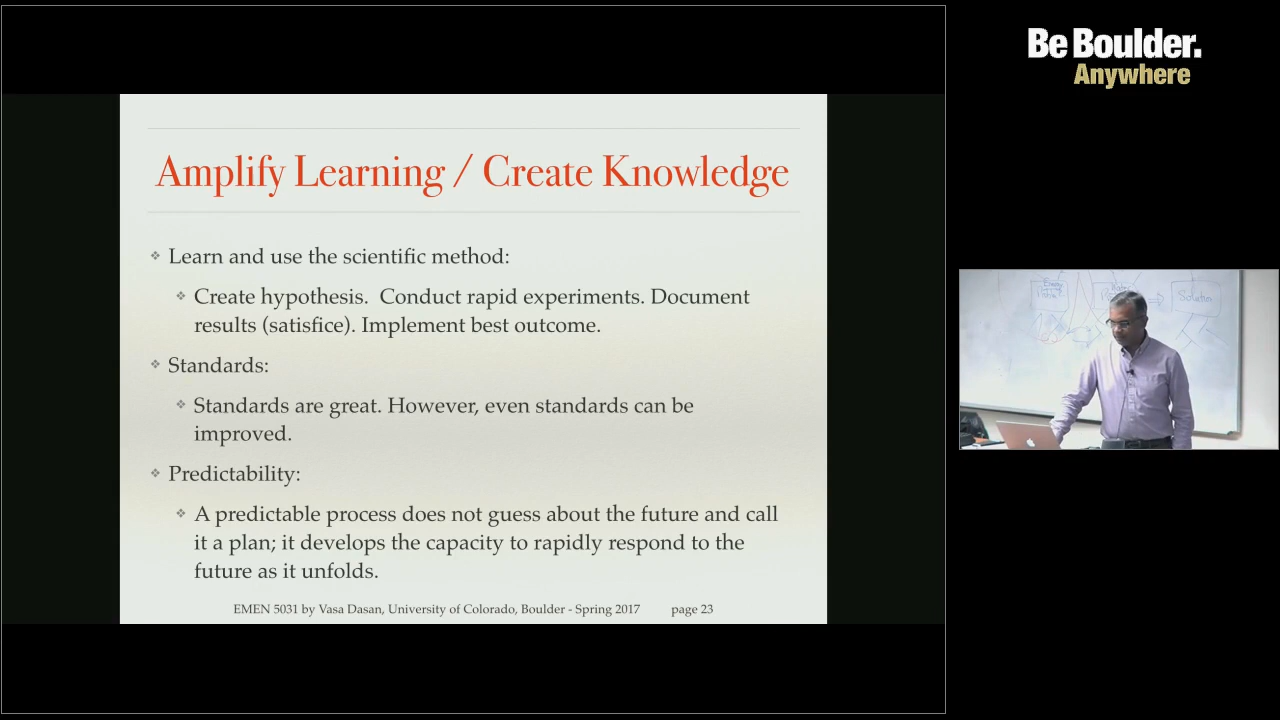 Be Boulder.
Anywhere
Amplify Learning / Create Knowledge
❖ Learn and use the scientific method:
❖ Create hypothesis.  Conduct rapid experiments. Document
results (satisfice). Implement best outcome.
❖ Standards:
❖ Standards are great. However, even standards can be
improved.
❖ Predictability:
❖ A predictable process does not guess about the future and call
it a plan; it develops the capacity to rapidly respond to the
future as it unfolds.
EMEN 5031 by Vasa Dasan, University of Colorado, Boulder - Spring 2017 page 23
Solution